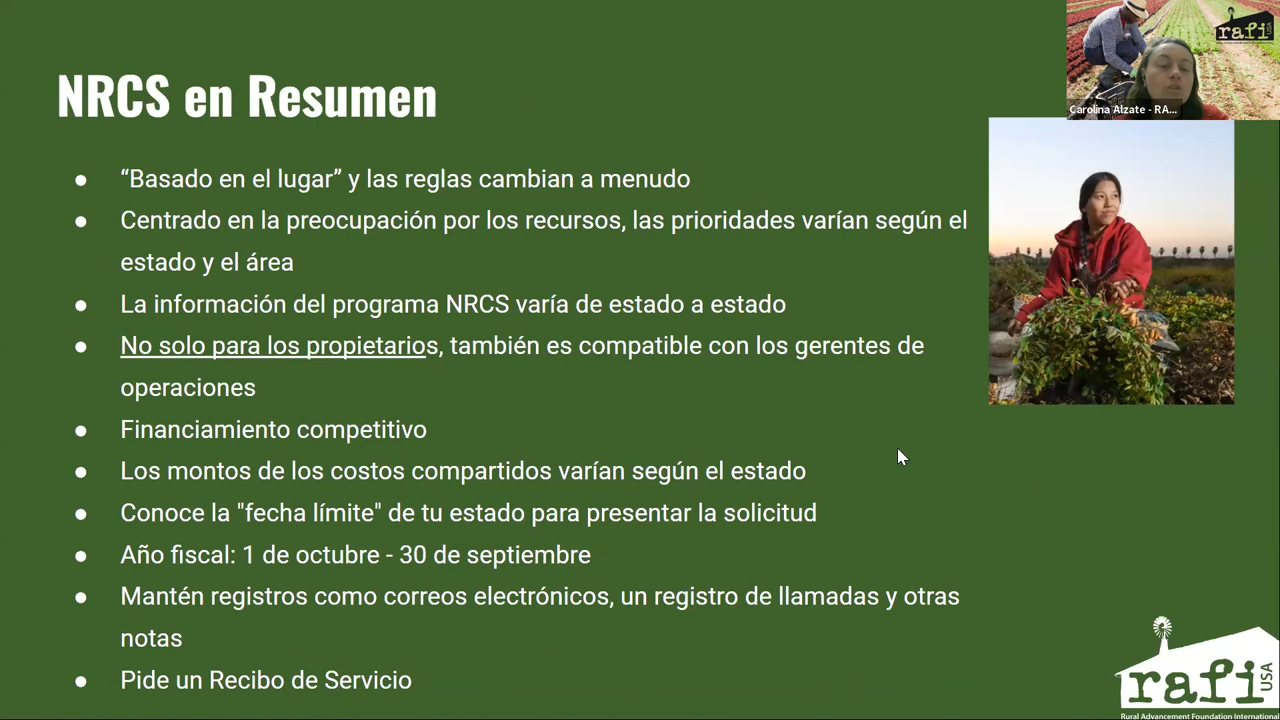 rafi
USA
Carolina Alzate - RA...
NRCS en Resumen
● “Basado en el lugar” y las reglas cambian a menudo
● Centrado en la preocupación por los recursos, las prioridades varían según el
estado y el área
● La información del programa NRCS varía de estado a estado
● No solo para los propietarios, también es compatible con los gerentes de
operaciones
● Financiamiento competitivo
● Los montos de los costos compartidos varían según el estado
● Conoce la "fecha límite" de tu estado para presentar la solicitud
● Año fiscal: 1 de octubre - 30 de septiembre
● Mantén registros como correos electrónicos, un registro de llamadas y otras
notas
● Pide un Recibo de Servicio
rafi
USA
Rural Advancement Foundation International